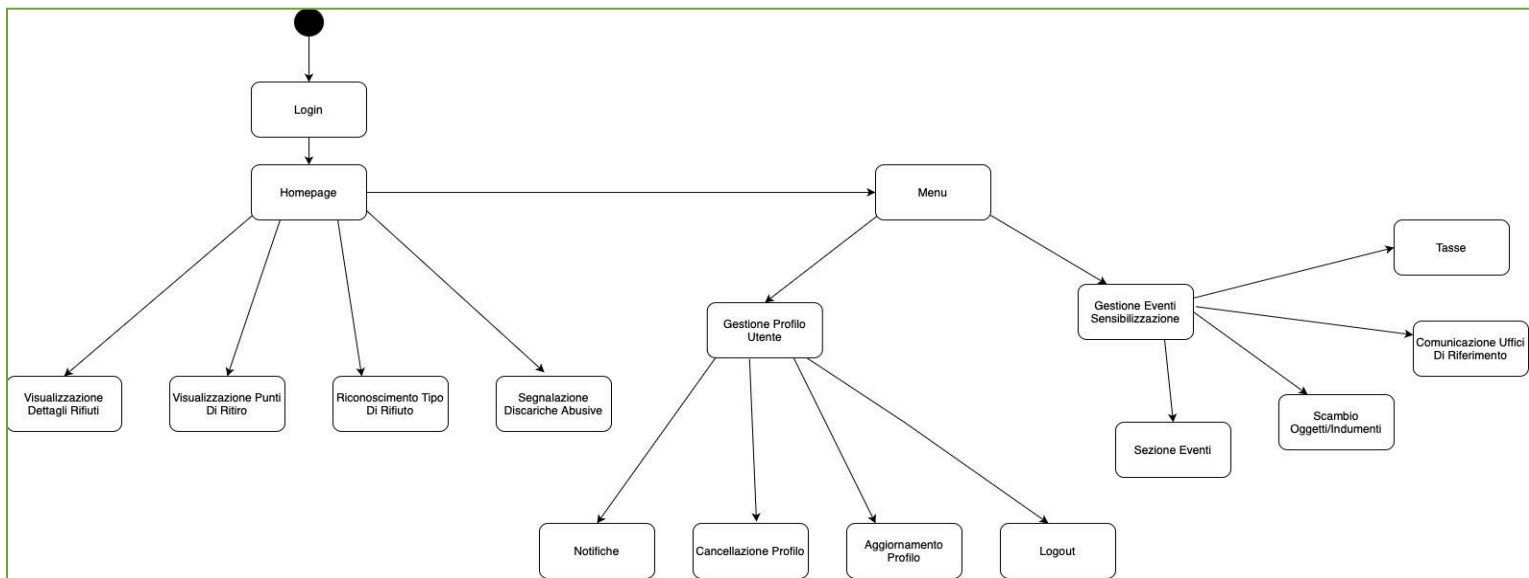 Login
Homepage
Menu
Tasse
Gestione Eventi
Sensibilizzazione
Gestione Profilo
Utente
Comunicazione Uffici
Di Riferimento
Visualizzazione
Dettagli Rifiuti
Visualizzazione Punti
Di Ritiro
Riconoscimento Tipo
Di Rifiuto
Segnalazione
Discariche Abusive
Scambio
Oggetti/Indumenti
Sezione Eventi
Notifiche
Cancellazione Profilo
Aggiornamento
Profilo
Logout